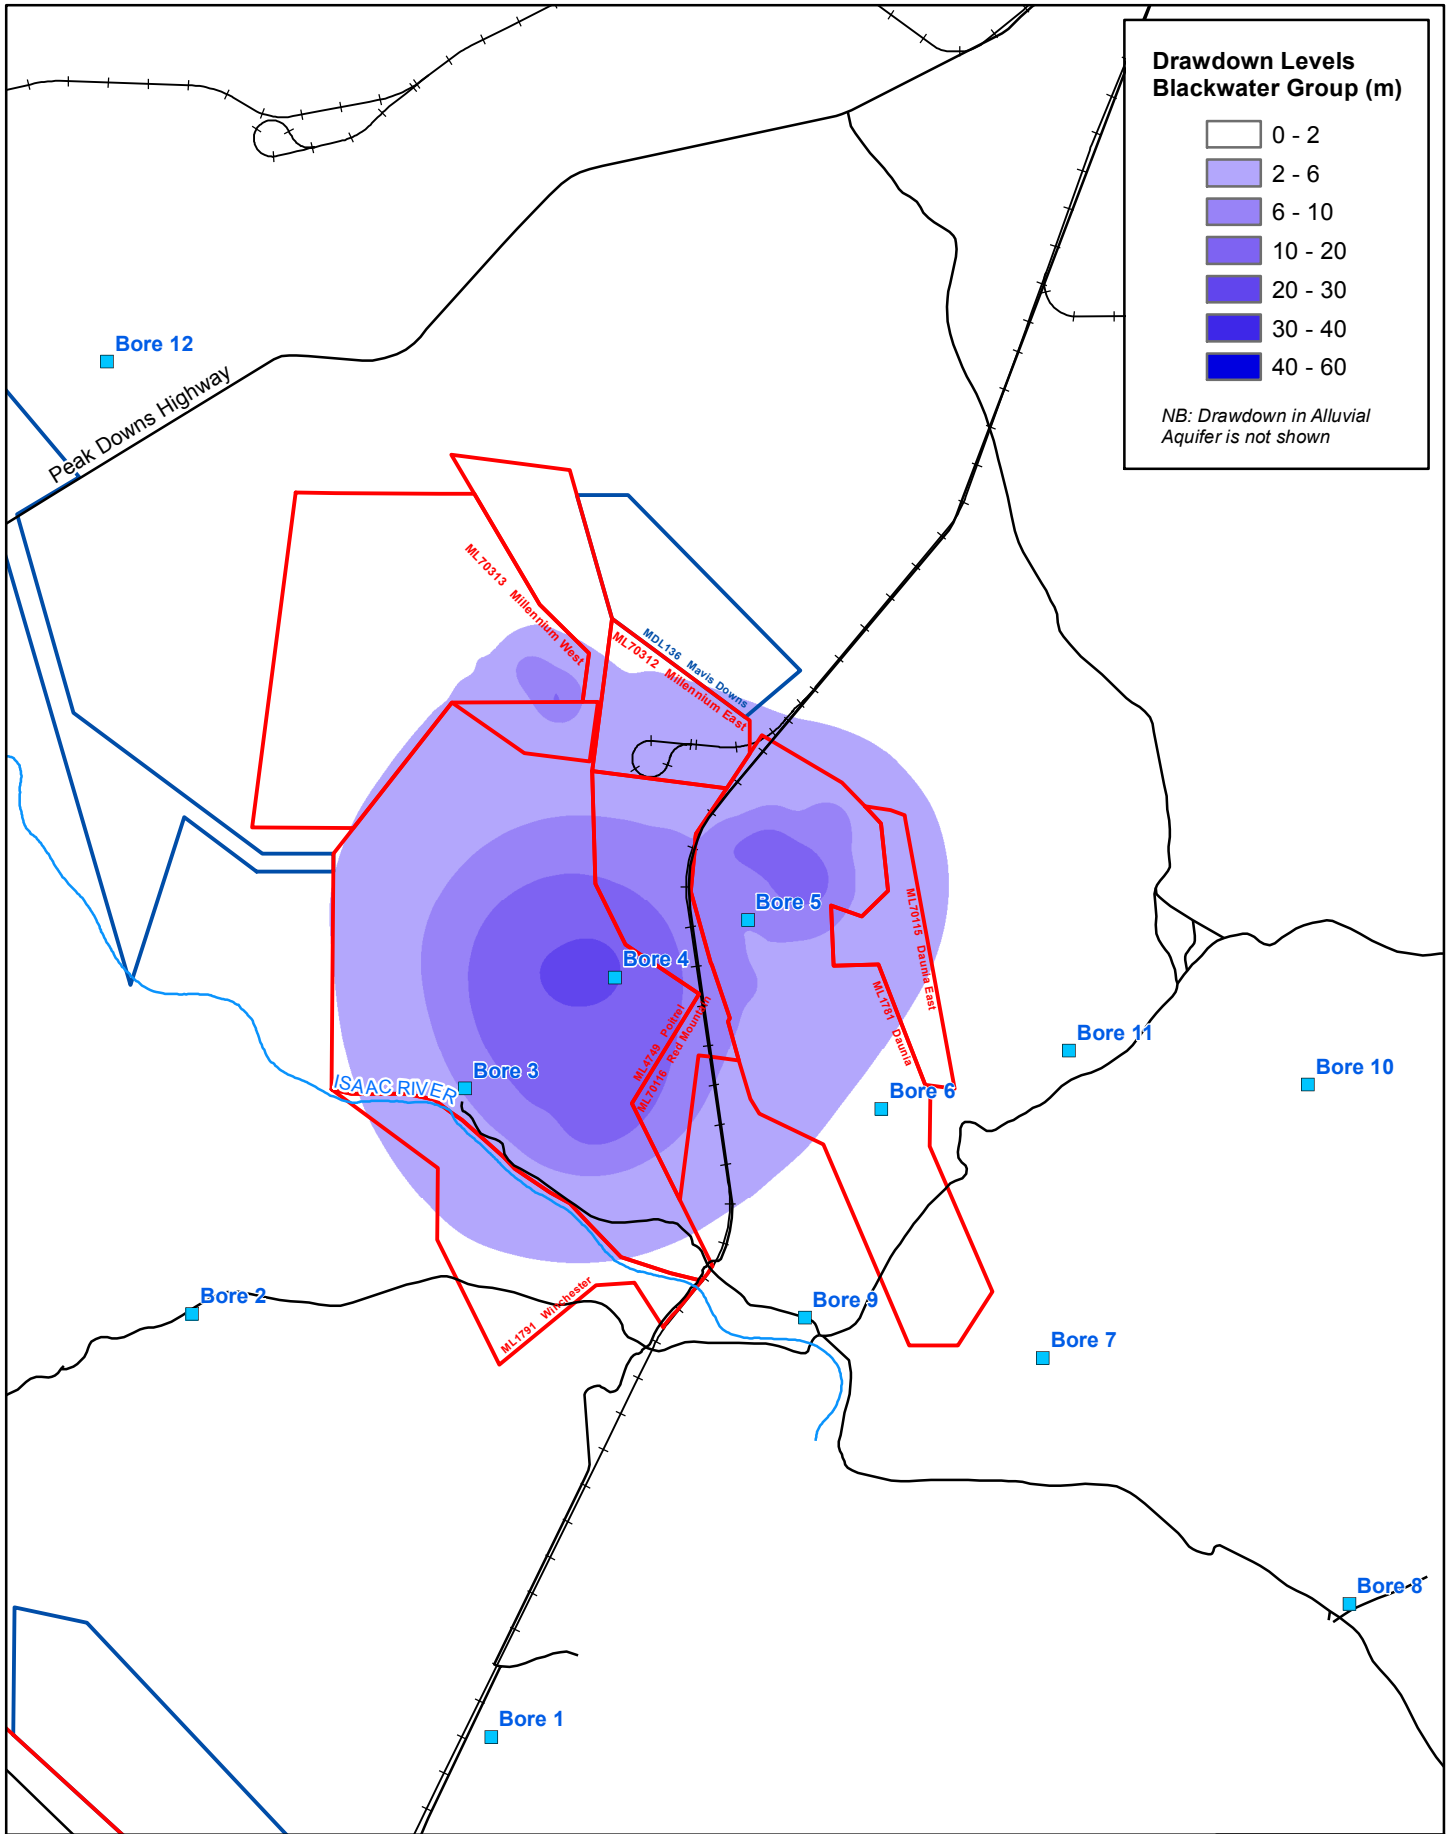 Drawdown Levels
Blackwater Group (m)
0 - 2
2 - 6
6 - 10
10 - 20
20 - 30
30 - 40
40 - 60
NB: Drawdown in Alluvial
Aquifer is not shown
Bore 12
Peak Downs Highway
ML70313 Millennium West
MDL136 Mavis Downs
ML70312 Millennium East
Bore 5
ML70115 Daunia East
Bore 4
ML1781 Daunia
ML4749 Poitrel
ML70116 Red Mountain
Bore 11
Bore 3
Bore 10
ISAAC RIVER
Bore 6
Bore 2
ML1791 Winchester
Bore 9
Bore 7
Bore 8
Bore 1